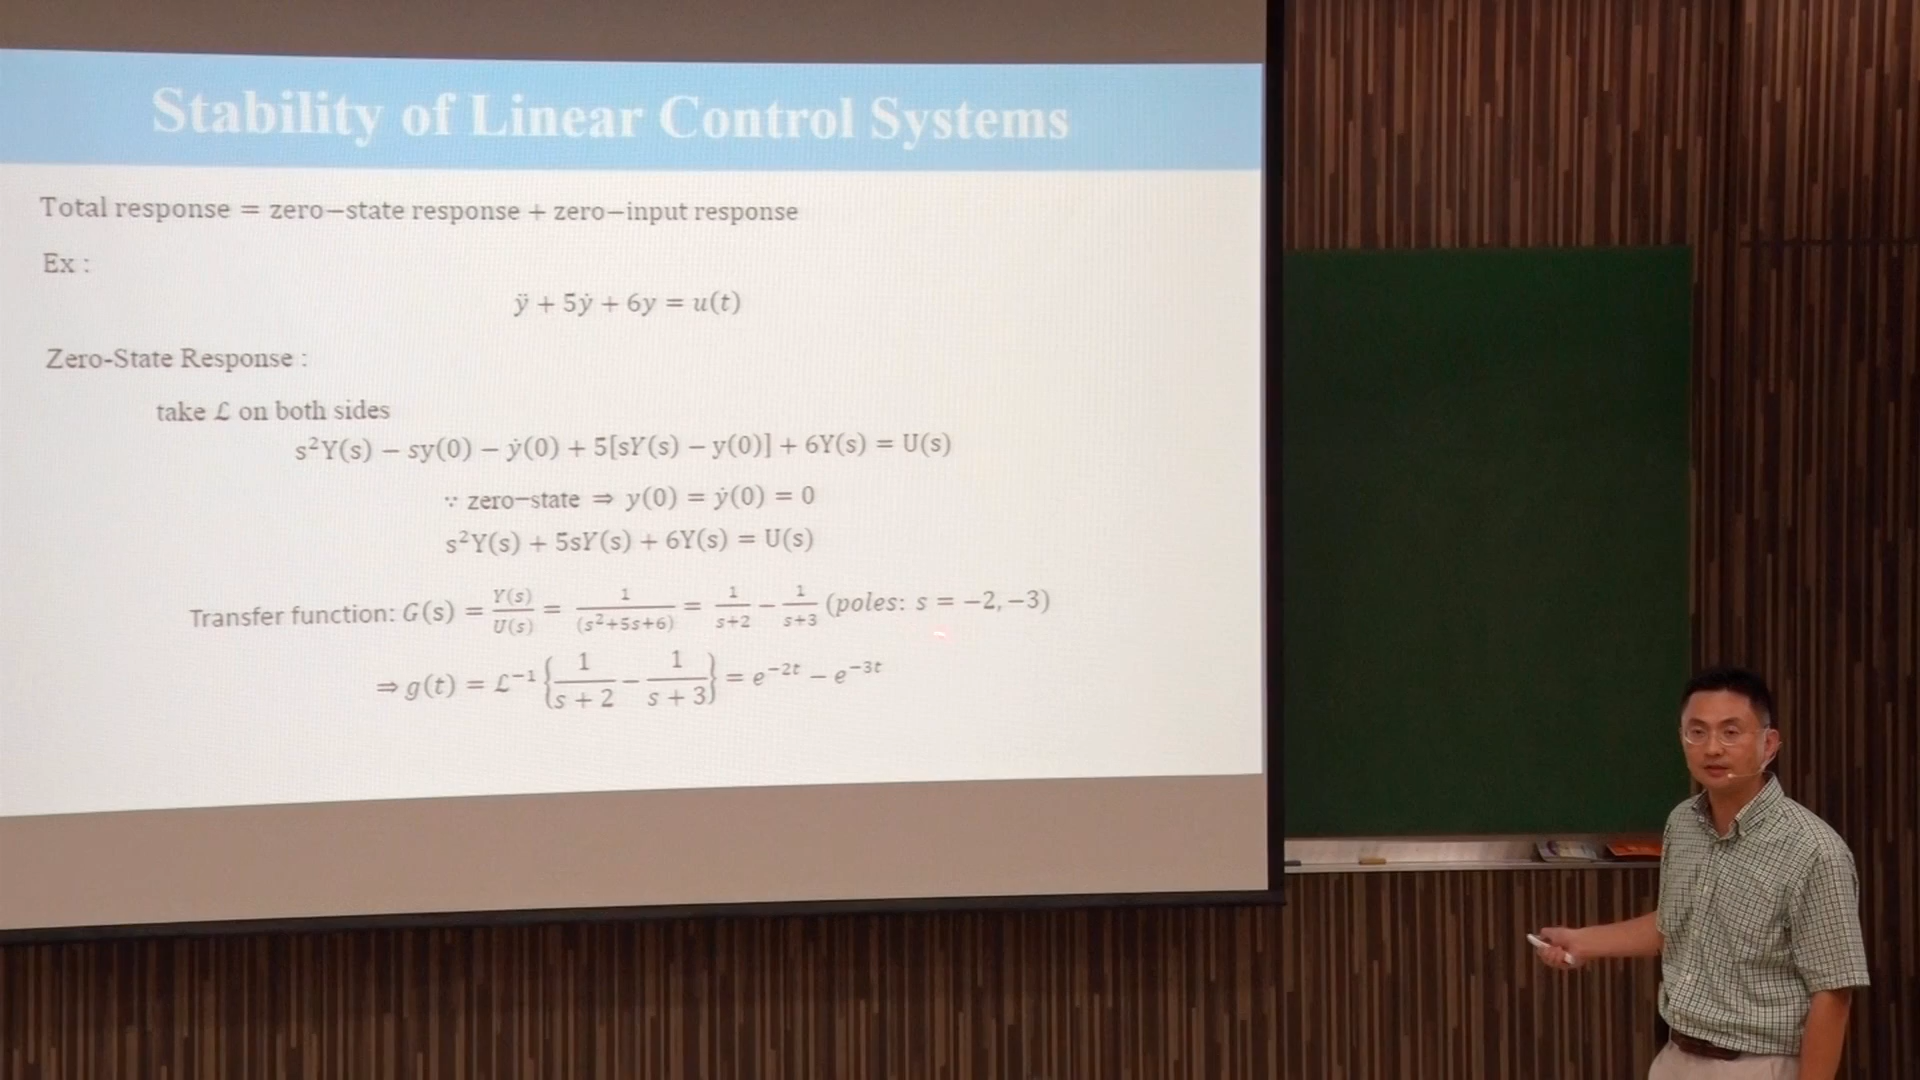 Stability of Linear Control Systems
Total response = zero−state response + zero−input response
Ex :
ÿ + 5ẏ + 6y = u(t)
Zero-State Response :
take ℒ on both sides
s²Y(s) − sy(0) − ẏ(0) + 5[sY(s) − y(0)] + 6Y(s) = U(s)
∵ zero−state ⇒ y(0) = ẏ(0) = 0
s²Y(s) + 5sY(s) + 6Y(s) = U(s)
Transfer function: G(s) = Y(s)/U(s) = 1/(s²+5s+6) = 1/s+2 − 1/s+3 (poles: s = −2, −3)
⇒ g(t) = ℒ⁻¹{1/s + 2 − 1/s + 3} = e⁻²ᵗ − e⁻³ᵗ